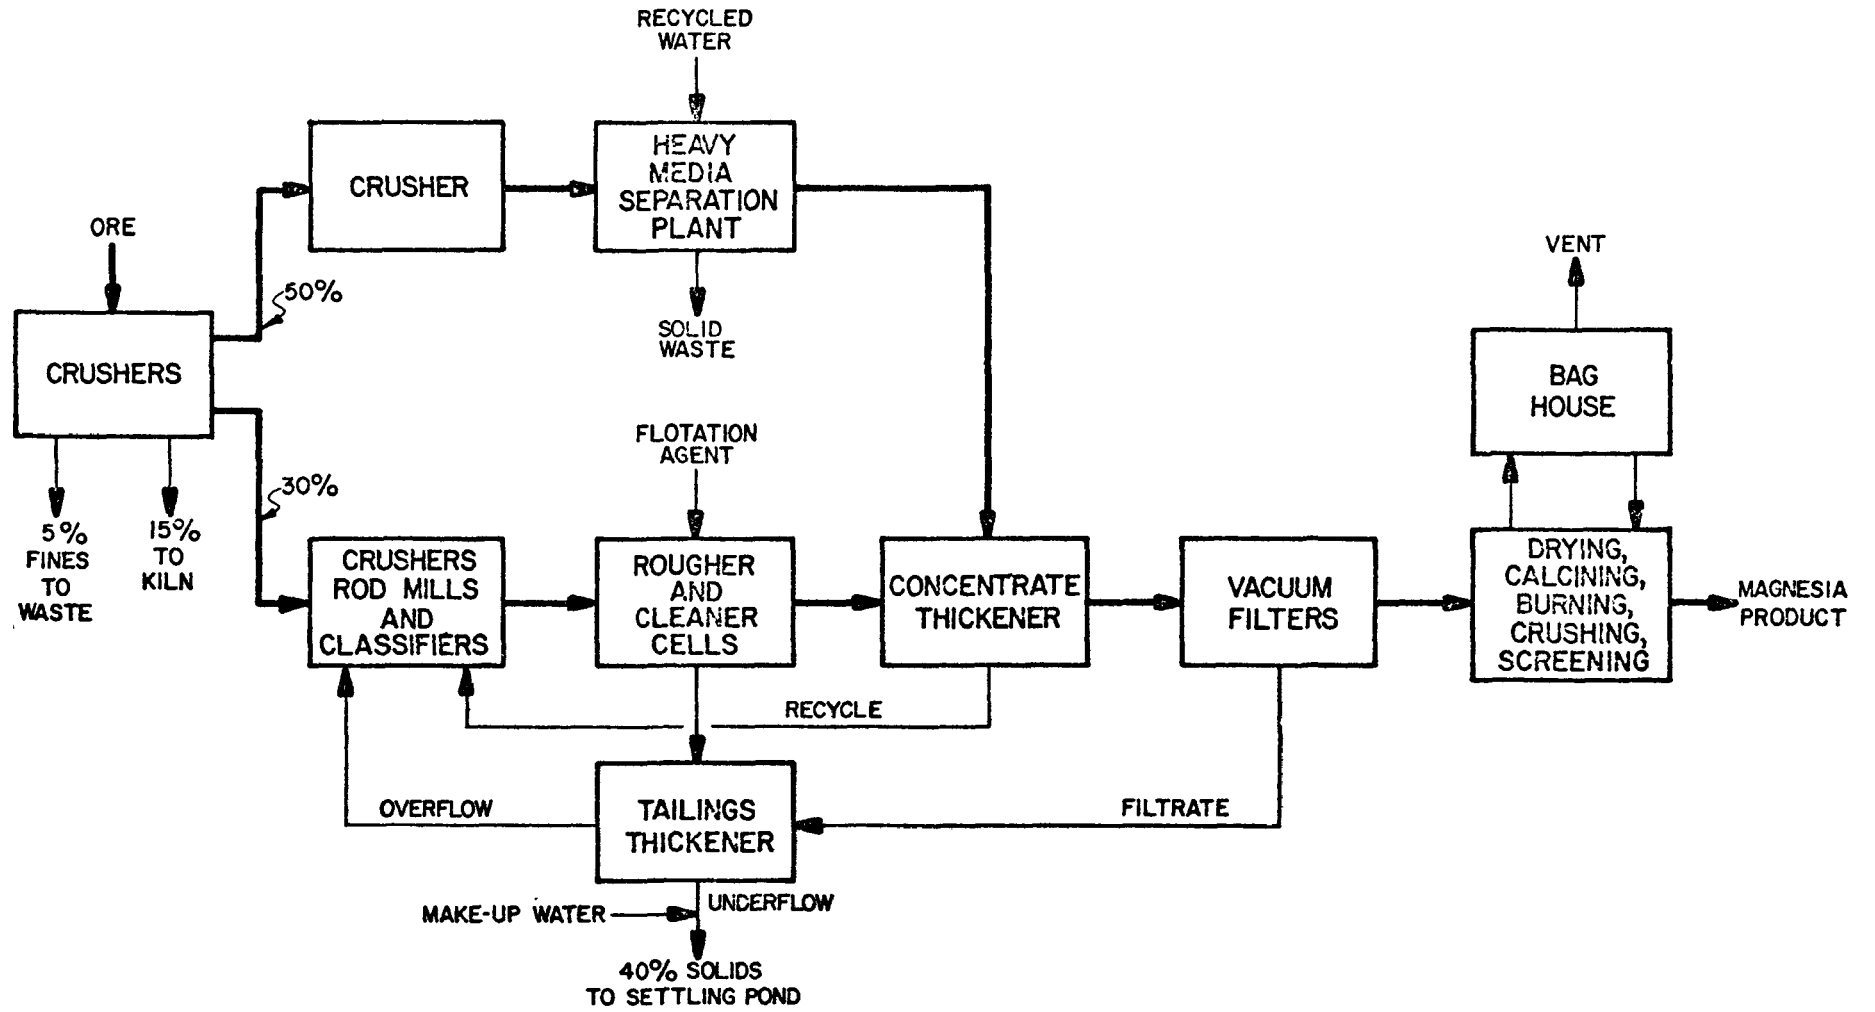 RECYCLED
WATER
CRUSHER
HEAVY
MEDIA
SEPARATION
PLANT
ORE
50%
CRUSHERS
SOLID
WASTE
VENT
BAG
HOUSE
FLOTATION
AGENT
30%
5%
FINES
TO
WASTE
15%
TO
KILN
CRUSHERS
ROD MILLS
AND
CLASSIFIERS
ROUGHER
AND
CLEANER
CELLS
CONCENTRATE
THICKENER
VACUUM
FILTERS
DRYING,
CALCINING,
BURNING,
CRUSHING,
SCREENING
MAGNESIA
PRODUCT
RECYCLE
OVERFLOW
TAILINGS
THICKENER
FILTRATE
MAKE-UP WATER
UNDERFLOW
40% SOLIDS
TO SETTLING POND